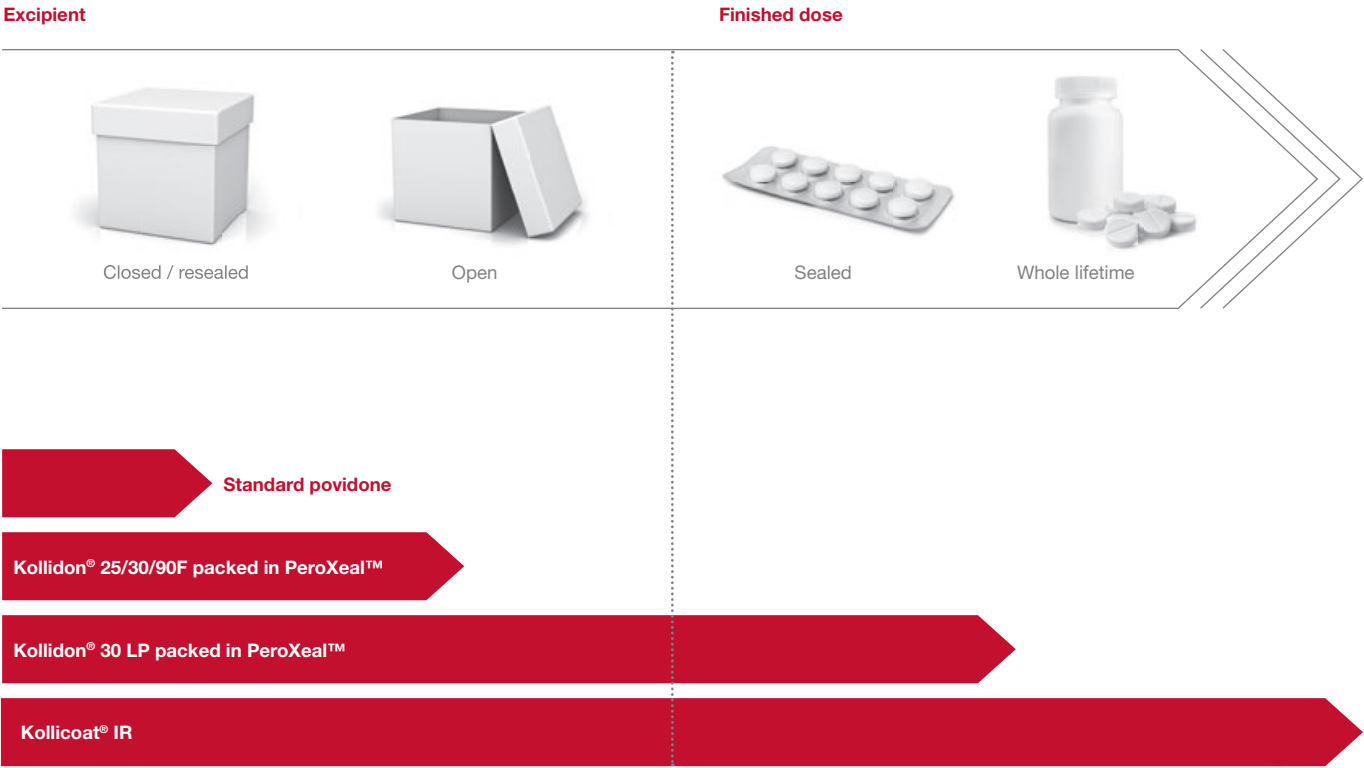 Excipient
Finished dose
Closed / resealed
Open
Sealed
Whole lifetime
Standard povidone
Kollidon® 25/30/90F packed in PeroXeal™
Kollidon® 30 LP packed in PeroXeal™
Kollicoat® IR